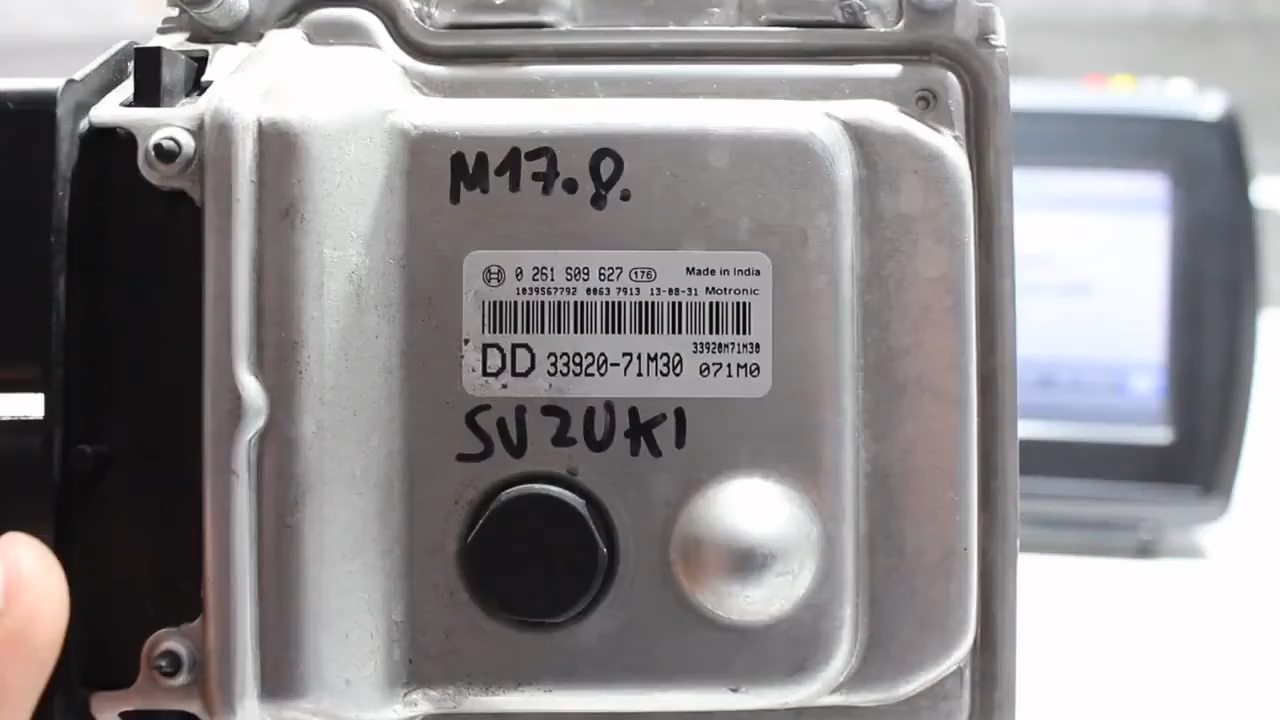 M17.8.
0 261 S09 627 176 Made in India
1039S67792 0063 7913 13-08-31 Motronic
33920M71M30
DD 33920-71M30 071M0
SUZUKI